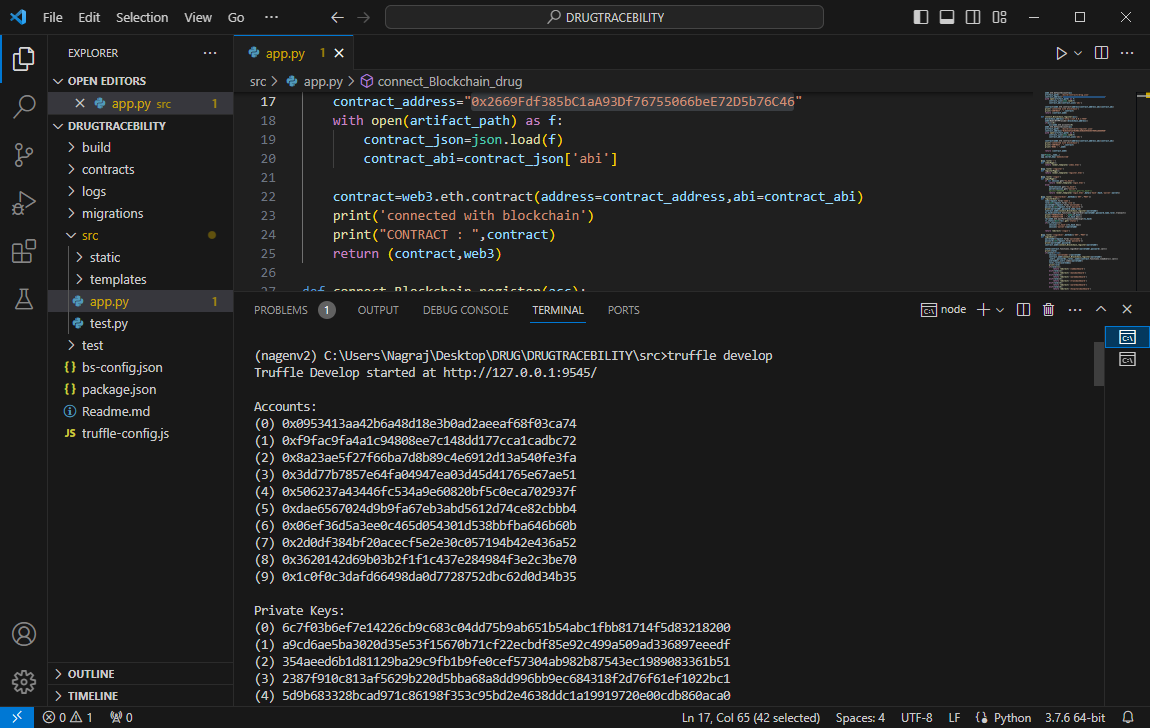 File Edit Selection View Go ··· DRUGTRACEBILITY
EXPLORER ···
OPEN EDITORS
app.py src 1
DRUGTRACEBILITY
build
contracts
logs
migrations
src
static
templates
app.py 1
test.py
test
{} bs-config.json
{} package.json
Readme.md
JS truffle-config.js
OUTLINE
TIMELINE
app.py 1
src > app.py > connect_Blockchain_drug
17 contract_address="0x2669Fdf385bC1aA93Df76755066beE72D5b76C46"
18 with open(artifact_path) as f:
19 contract_json=json.load(f)
20 contract_abi=contract_json['abi']
21
22 contract=web3.eth.contract(address=contract_address,abi=contract_abi)
23 print('connected with blockchain')
24 print("CONTRACT : ",contract)
25 return (contract,web3)
26
27 def connect_Blockchain_register(acc):
PROBLEMS 1 OUTPUT DEBUG CONSOLE TERMINAL PORTS node
(nagenv2) C:\Users\Nagraj\Desktop\DRUG\DRUGTRACEBILITY\src>truffle develop
Truffle Develop started at http://127.0.0.1:9545/
Accounts:
(0) 0x0953413aa42b6a48d18e3b0ad2aeeaf68f03ca74
(1) 0xf9fac9fa4a1c94808ee7c148dd177cca1cadbc72
(2) 0x8a23ae5f27f66ba7d8b89c4e6912d13a540fe3fa
(3) 0x3dd77b7857e64fa04947ea03d45d41765e67ae51
(4) 0x506237a43446fc534a9e60820bf5c0eca702937f
(5) 0xdae6567024d9b9fa67eb3abd5612d74ce82cbbb4
(6) 0x06ef36d5a3ee0c465d054301d538bbfba646b60b
(7) 0x2d0df384bf20acecf5e2e30c057194b42e436a52
(8) 0x3620142d69b03b2f1f1c437e284984f3e2c3be70
(9) 0x1c0f0c3dafd66498da0d7728752dbc62d0d34b35
Private Keys:
(0) 6c7f03b6ef7e14226cb9c683c04dd75b9ab651b54abc1fbb81714f5d83218200
(1) a9cd6ae5ba3020d35e53f15670b71cf22ecbdf85e92c499a509ad336897eeedf
(2) 354aeed6b1d81129ba29c9fb1b9fe0cef57304ab982b87543ec1989083361b51
(3) 2387f910c813af5629b220d5bba68a8dd996bb9ec684318f2d76f61ef1022bc1
(4) 5d9b683328bcad971c86198f353c95bd2e4638ddc1a19919720e00cdb860aca0
0 1 0 Ln 17, Col 65 (42 selected) Spaces: 4 UTF-8 LF Python 3.7.6 64-bit